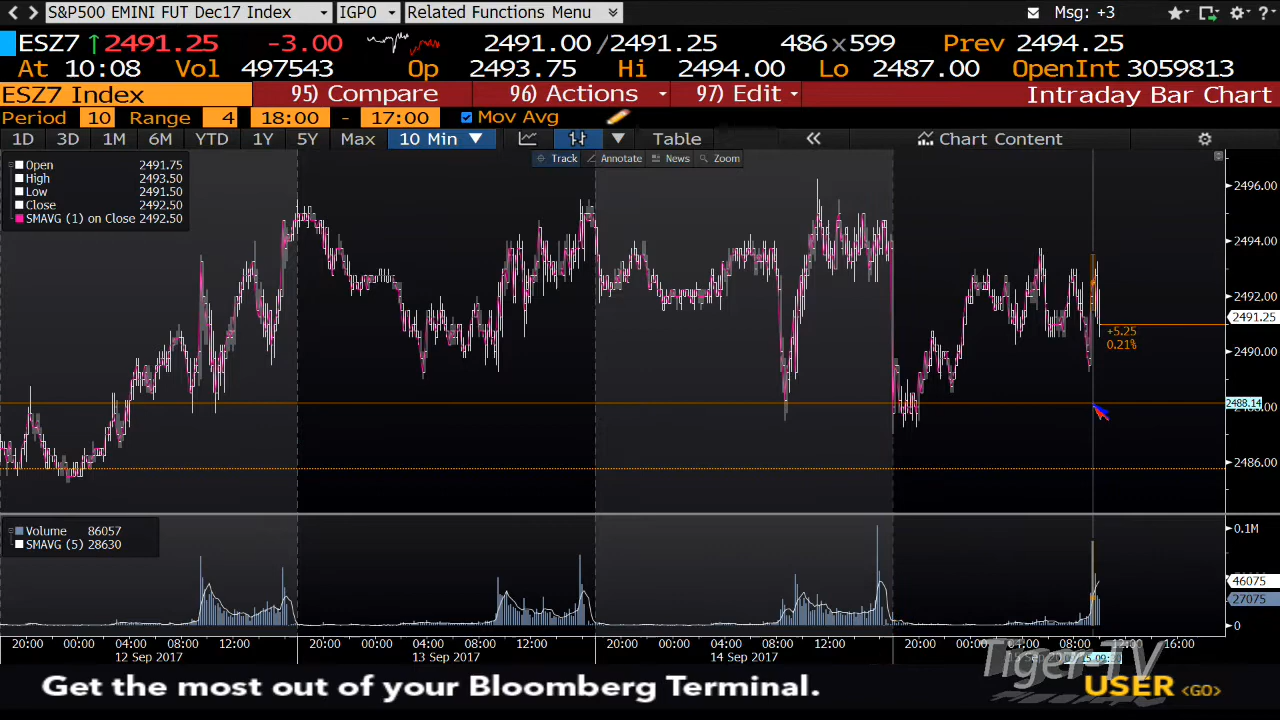 S&P500 EMINI FUT Dec17 Index IGPO Related Functions Menu Msg: +3
ESZ7 ↑2491.25 -3.00 2491.00/2491.25 486x599 Prev 2494.25
At 10:08 Vol 497543 Op 2493.75 Hi 2494.00 Lo 2487.00 OpenInt 3059813
ESZ7 Index 95) Compare 96) Actions 97) Edit Intraday Bar Chart
Period 10 Range 4 18:00 - 17:00 Mov Avg
1D 3D 1M 6M YTD 1Y 5Y Max 10 Min ▼ Table « Chart Content
Track Annotate News Zoom
Open 2491.75
High 2493.50
Low 2491.50
Close 2492.50
SMAVG (1) on Close 2492.50
2496.00
2494.00
2492.00
2491.25
+5.25
0.21%
2490.00
2488.14
2486.00
Volume 86057
SMAVG (5) 28630
0.1M
46075
27075
0
20:00 00:00 04:00 08:00 12:00 20:00 00:00 04:00 08:00 12:00 20:00 00:00 04:00 08:00 12:00 20:00 00:00 04:00 08:00 12:00 16:00
12 Sep 2017 13 Sep 2017 14 Sep 2017
Tiger-TV
Get the most out of your Bloomberg Terminal. USER <GO>